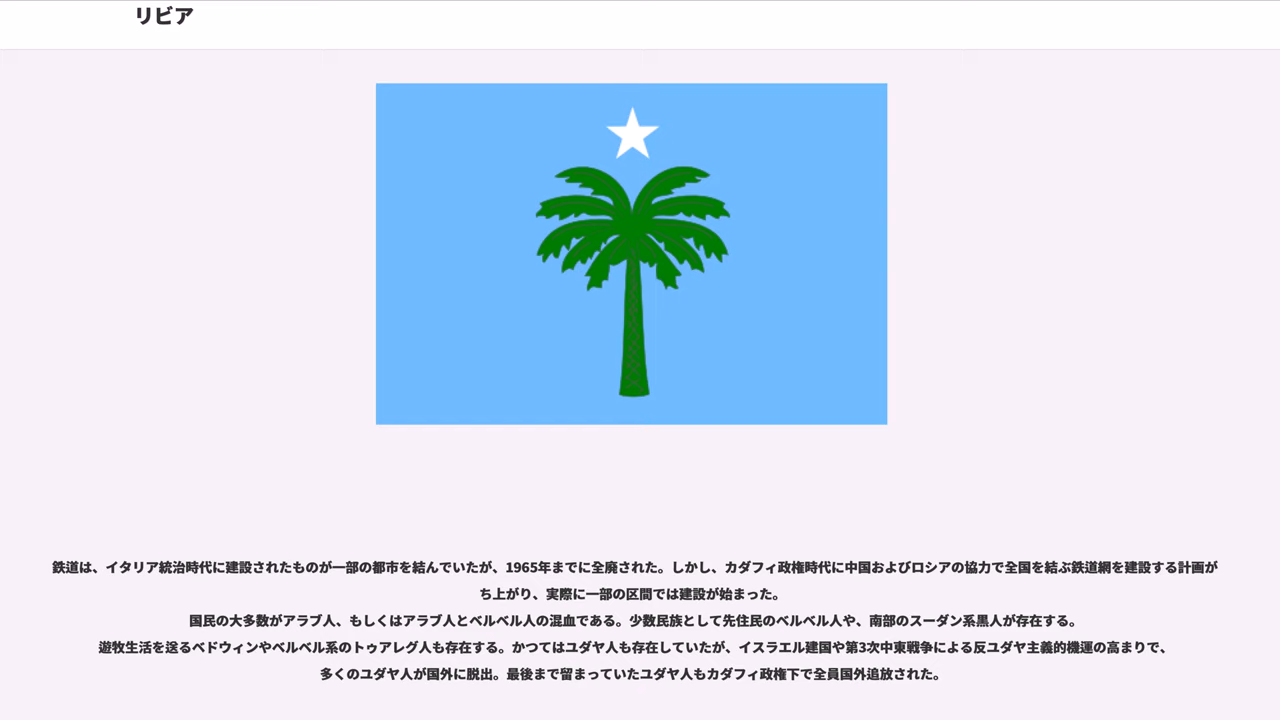 リビア
鉄道は、イタリア統治時代に建設されたものが一部の都市を結んでいたが、1965年までに全廃された。しかし、カダフィ政権時代に中国およびロシアの協力で全国を結ぶ鉄道網を建設する計画が
ち上がり、実際に一部の区間では建設が始まった。
国民の大多数がアラブ人、もしくはアラブ人とベルベル人の混血である。少数民族として先住民のベルベル人や、南部のスーダン系黒人が存在する。
遊牧生活を送るベドウィンやベルベル系のトゥアレグ人も存在する。かつてはユダヤ人も存在していたが、イスラエル建国や第3次中東戦争による反ユダヤ主義的機運の高まりで、
多くのユダヤ人が国外に脱出。最後まで留まっていたユダヤ人もカダフィ政権下で全員国外追放された。